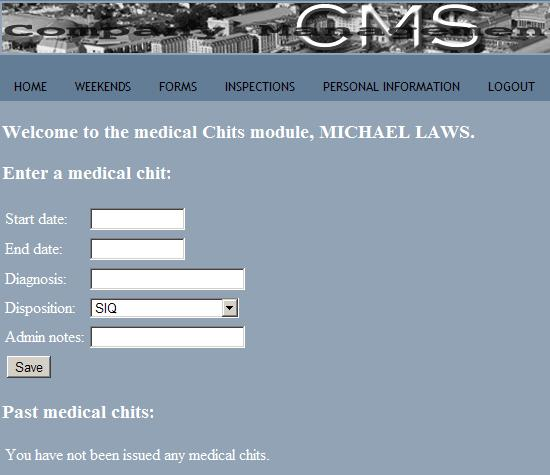 CMS
Company Managemen
HOME WEEKENDS FORMS INSPECTIONS PERSONAL INFORMATION LOGOUT
Welcome to the medical Chits module, MICHAEL LAWS.
Enter a medical chit:
Start date:
End date:
Diagnosis:
Disposition: SIQ
Admin notes:
Save
Past medical chits:
You have not been issued any medical chits.